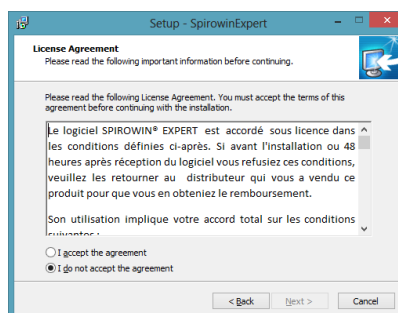 Setup - SpirowinExpert
License Agreement
Please read the following important information before continuing.
Please read the following License Agreement. You must accept the terms of this
agreement before continuing with the installation.
Le logiciel SPIROWIN® EXPERT est accordé sous licence dans
les conditions définies ci-après. Si avant l'installation ou 48
heures après réception du logiciel vous refusiez ces conditions,
veuillez les retourner au distributeur qui vous a vendu ce
produit pour que vous en obteniez le remboursement.
Son utilisation implique votre accord total sur les conditions
suivantes :
I accept the agreement
I do not accept the agreement
< Back
Next >
Cancel